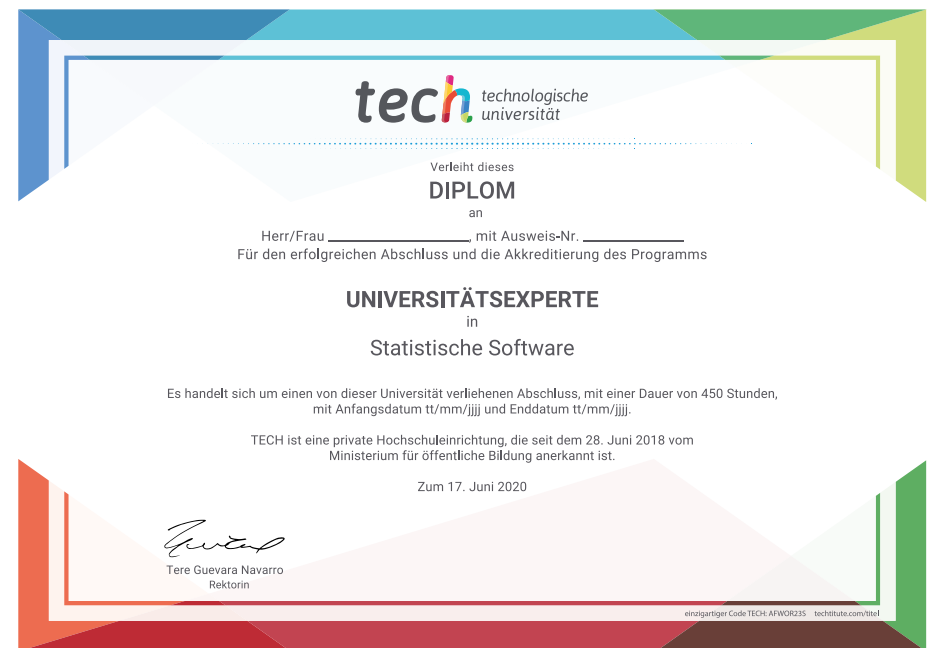 tech technologische
universität
Verleiht dieses
DIPLOM
an
Herr/Frau ____________________, mit Ausweis-Nr. ______________
Für den erfolgreichen Abschluss und die Akkreditierung des Programms
UNIVERSITÄTSEXPERTE
in
Statistische Software
Es handelt sich um einen von dieser Universität verliehenen Abschluss, mit einer Dauer von 450 Stunden,
mit Anfangsdatum tt/mm/jjjj und Enddatum tt/mm/jjjj.
TECH ist eine private Hochschuleinrichtung, die seit dem 28. Juni 2018 vom
Ministerium für öffentliche Bildung anerkannt ist.
Zum 17. Juni 2020
Tere Guevara Navarro
Rektorin
einzigartiger Code TECH: AFWOR23S techtitute.com/titel